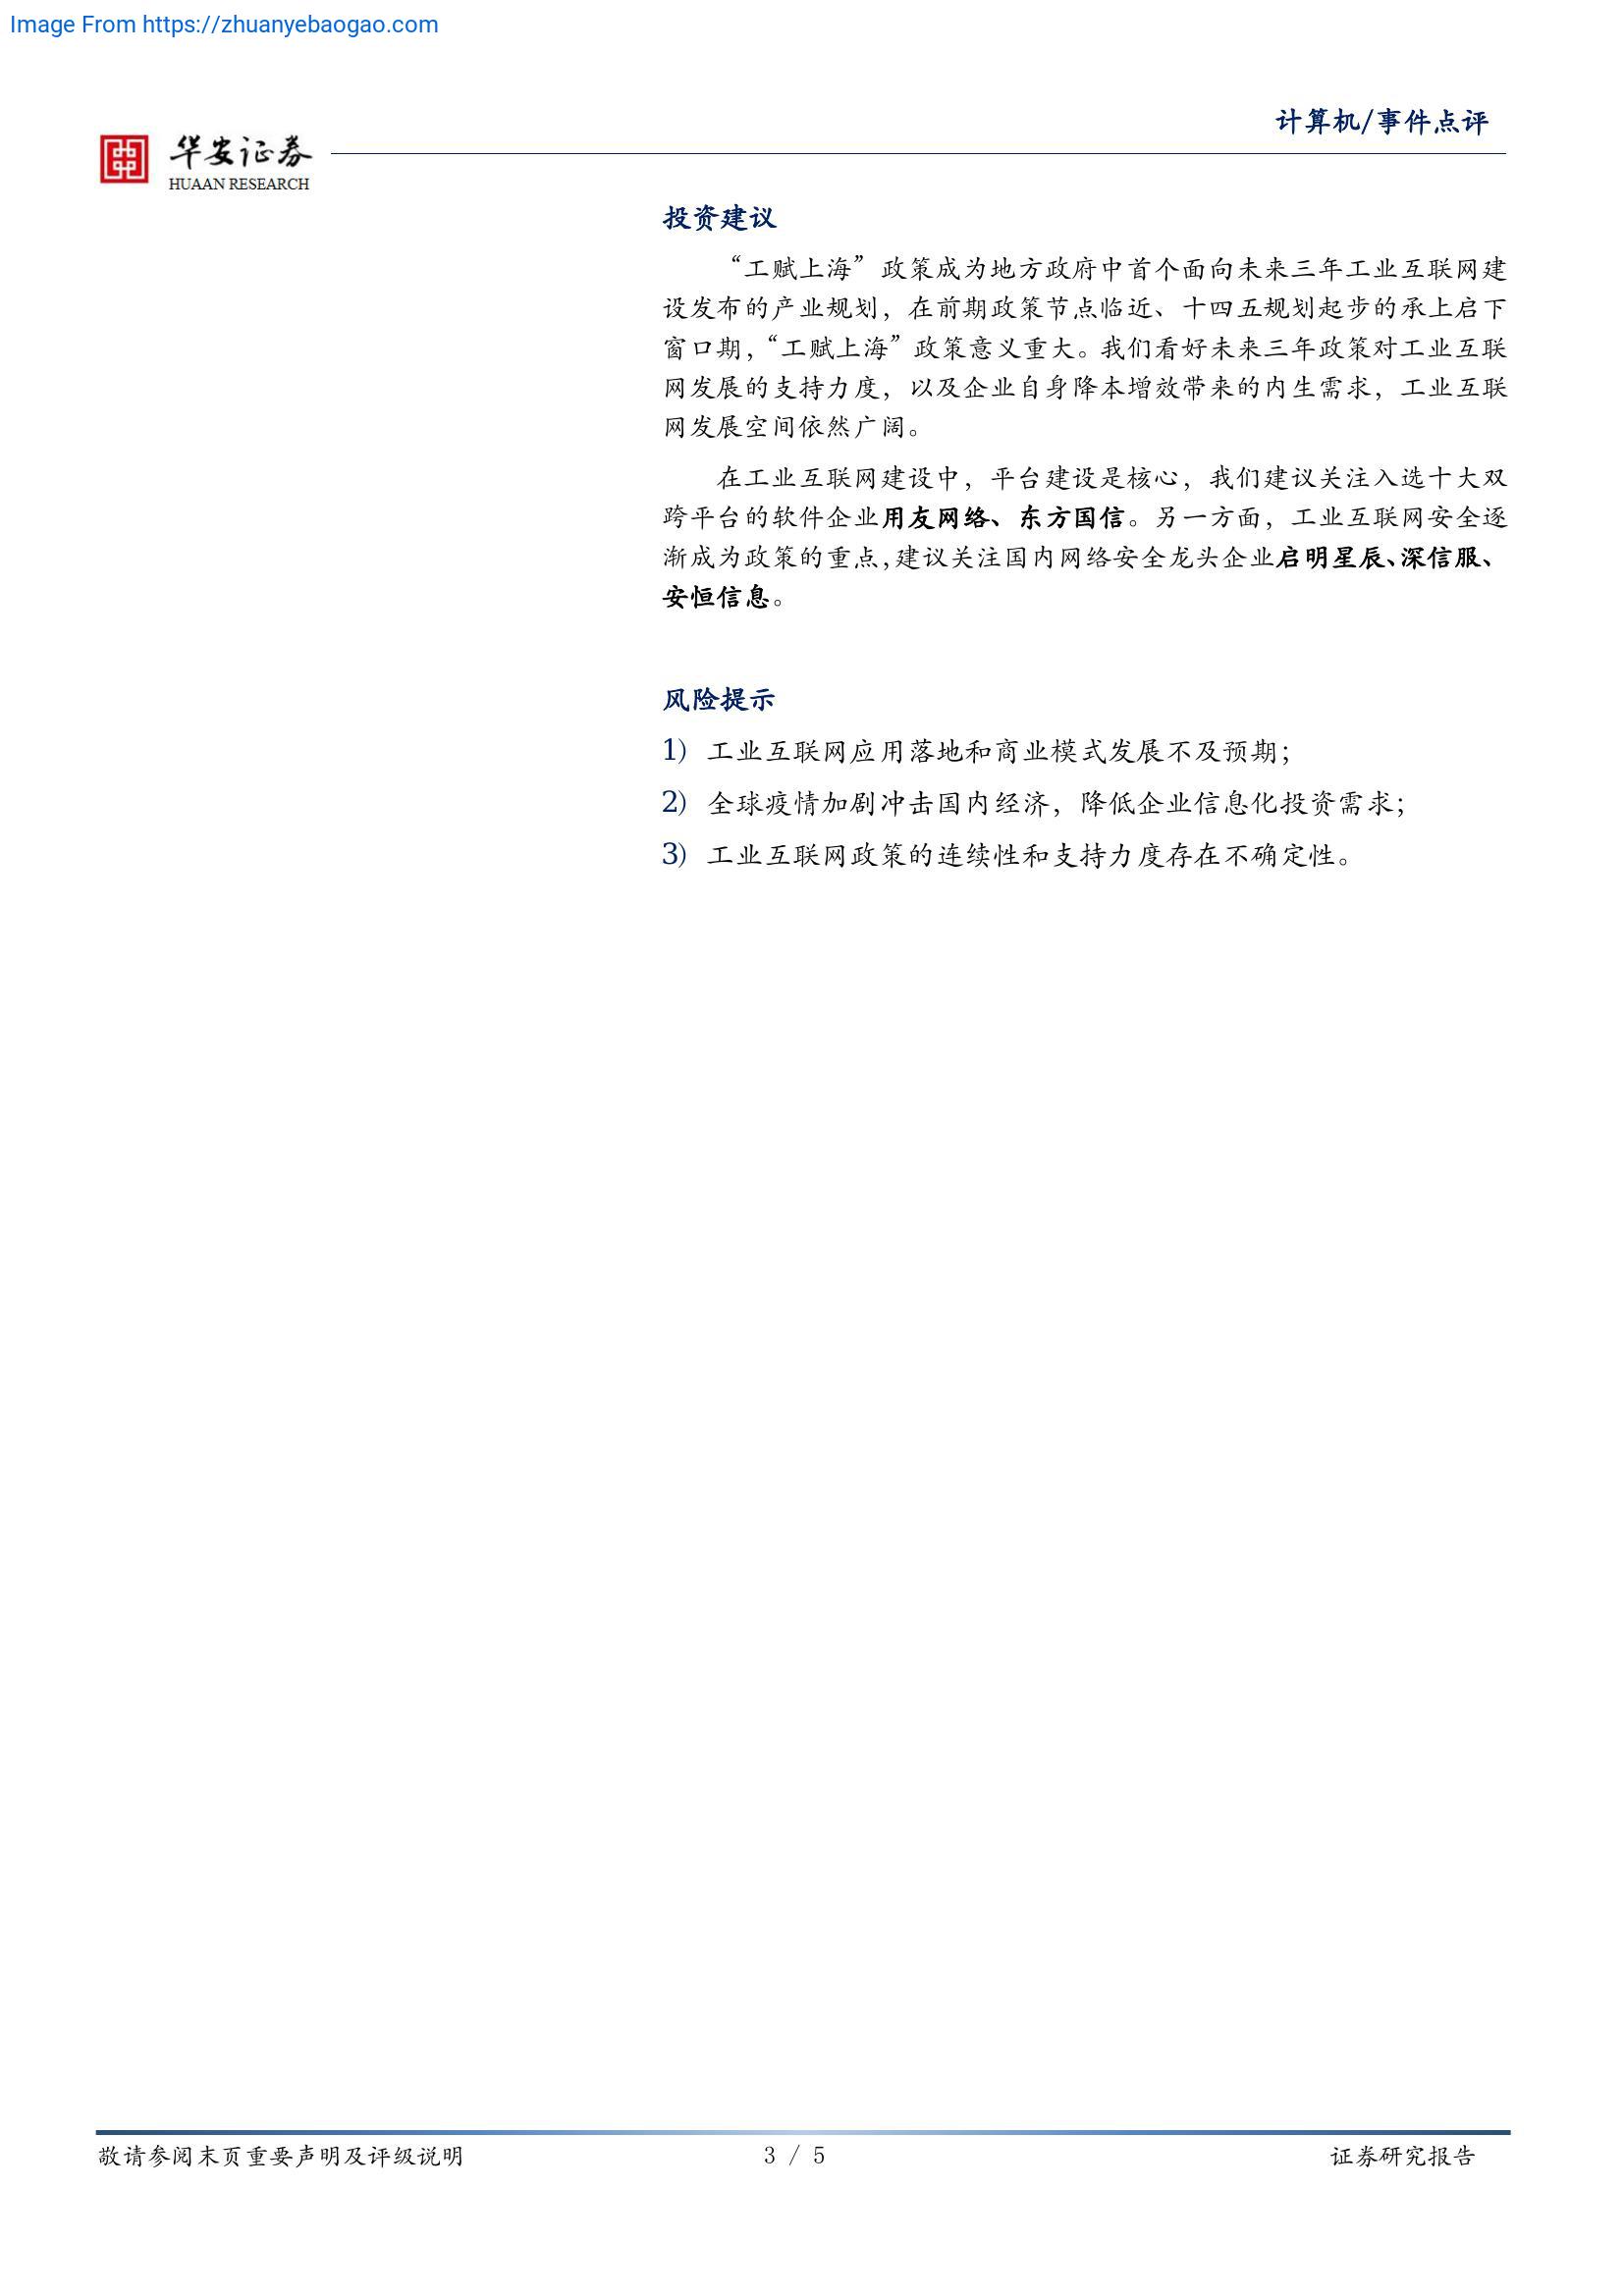 Image From https://zhuanyebaogao.com
计算机/事件点评
华安证券
HUAAN RESEARCH
投资建议
“工赋上海”政策成为地方政府中首个面向未来三年工业互联网建
设发布的产业规划，在前期政策节点临近、十四五规划起步的承上启下
窗口期，“工赋上海”政策意义重大。我们看好未来三年政策对工业互联
网发展的支持力度，以及企业自身降本增效带来的内生需求，工业互联
网发展空间依然广阔。
在工业互联网建设中，平台建设是核心，我们建议关注入选十大双
跨平台的软件企业用友网络、东方国信。另一方面，工业互联网安全逐
渐成为政策的重点，建议关注国内网络安全龙头企业启明星辰、深信服、
安恒信息。
风险提示
1) 工业互联网应用落地和商业模式发展不及预期；
2) 全球疫情加剧冲击国内经济，降低企业信息化投资需求；
3) 工业互联网政策的连续性和支持力度存在不确定性。
敬请参阅末页重要声明及评级说明
3 / 5
证券研究报告